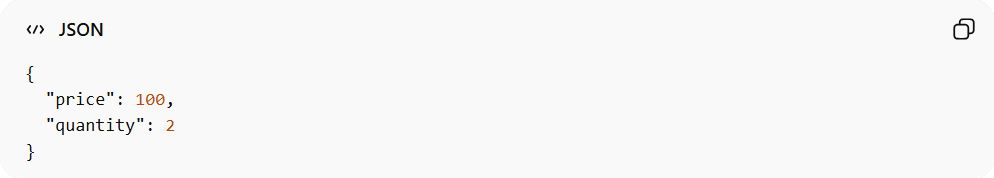 JSON
{
  "price": 100,
  "quantity": 2
}